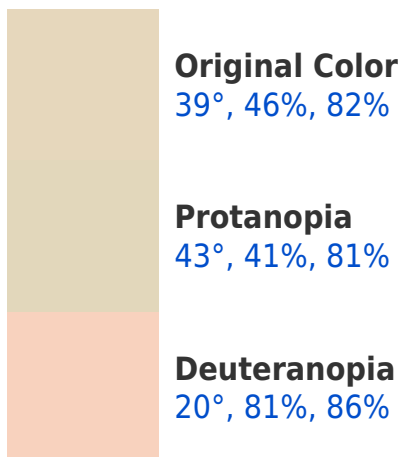 Original Color
39°, 46%, 82%
Protanopia
43°, 41%, 81%
Deuteranopia
20°, 81%, 86%